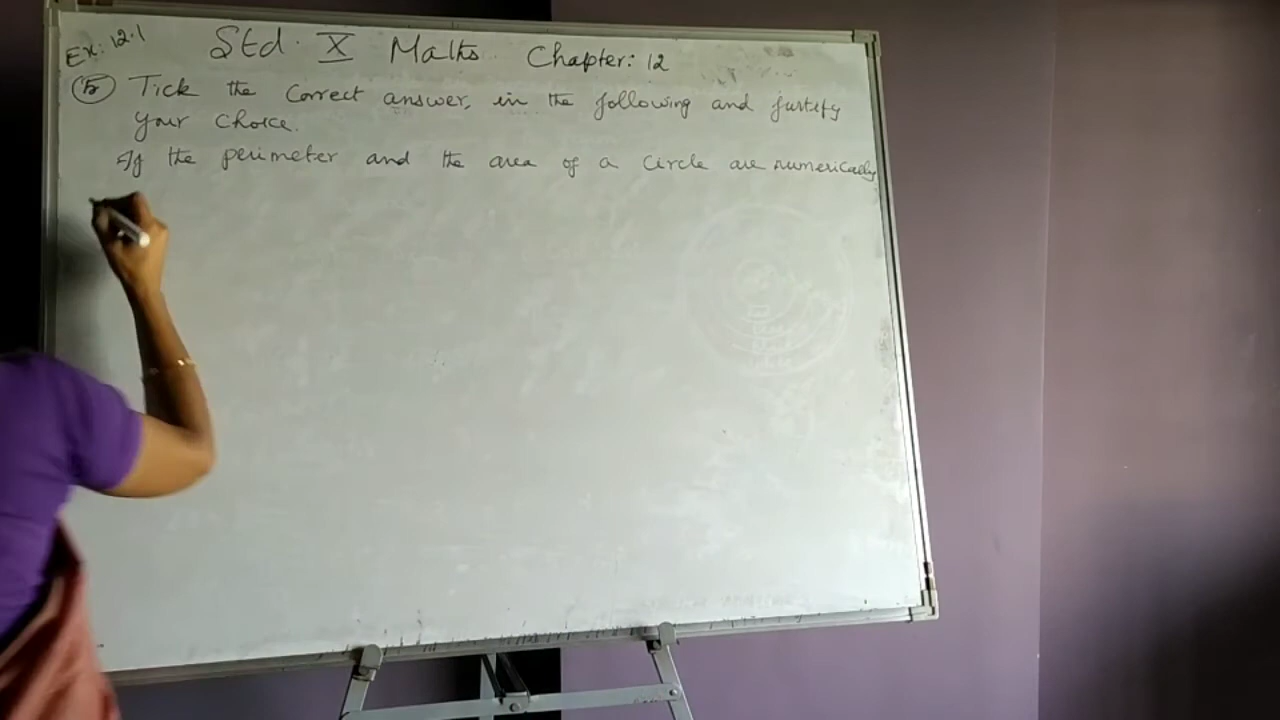 Ex: 12.1
Std. X Maths. Chapter: 12
5) Tick the correct answer, in the following and justify
your choice.
If the perimeter and the area of a circle are numerically